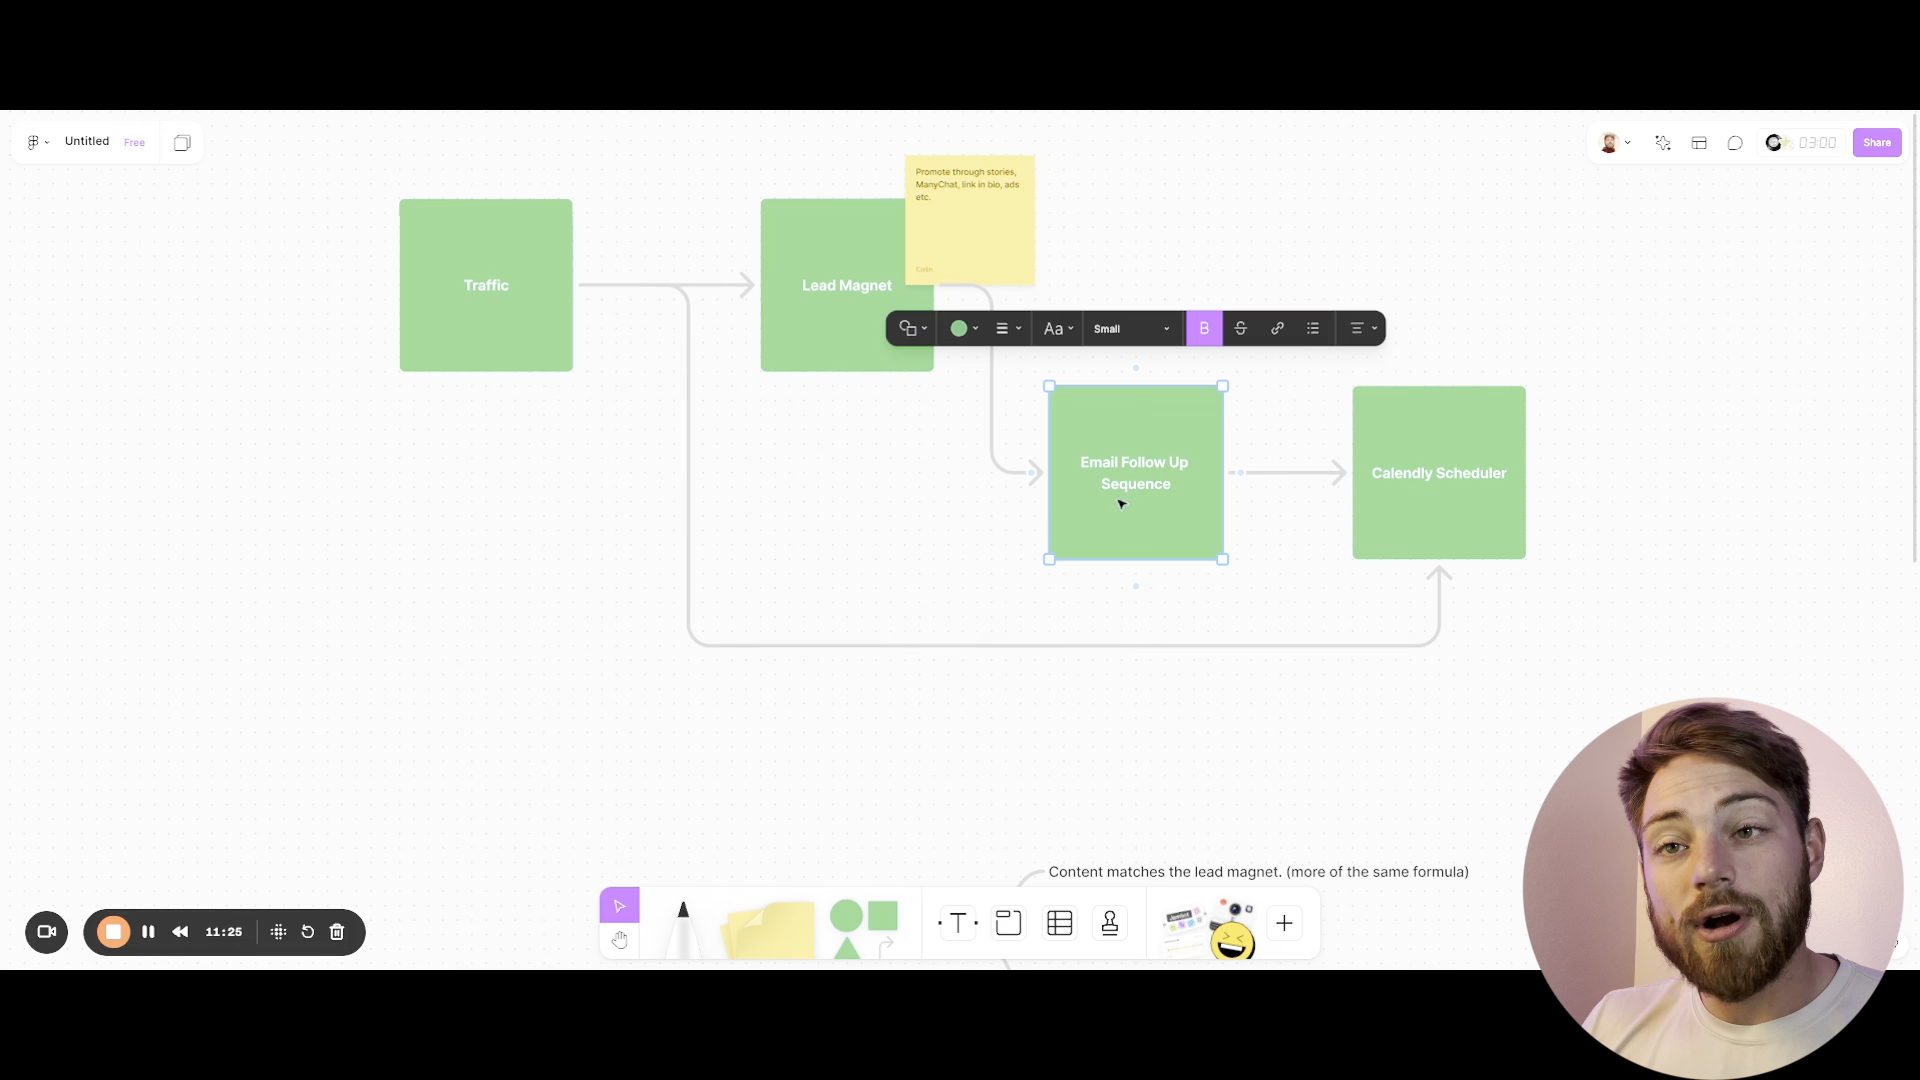 Untitled
Free
03:00
Share
Promote through stories,
ManyChat, link in bio, ads
etc.
Traffic
Lead Magnet
Aa
Small
B
S
Email Follow Up
Sequence
Calendly Scheduler
Content matches the lead magnet. (more of the same formula)
11:25
T